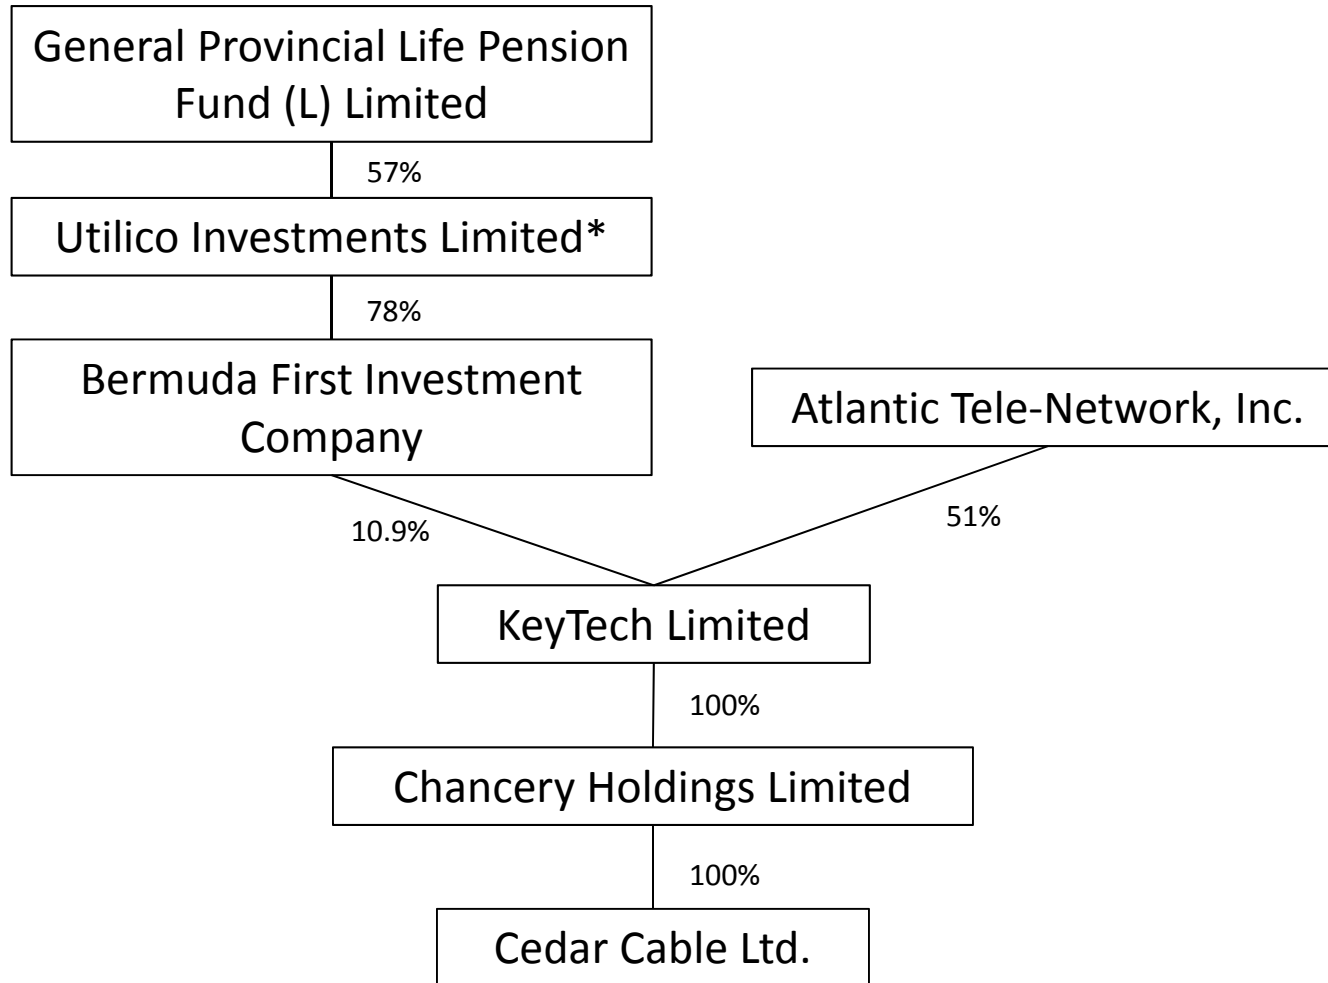 General Provincial Life Pension
Fund (L) Limited
57%
Utilico Investments Limited*
78%
Bermuda First Investment
Company
Atlantic Tele-Network, Inc.
10.9%
51%
KeyTech Limited
100%
Chancery Holdings Limited
100%
Cedar Cable Ltd.